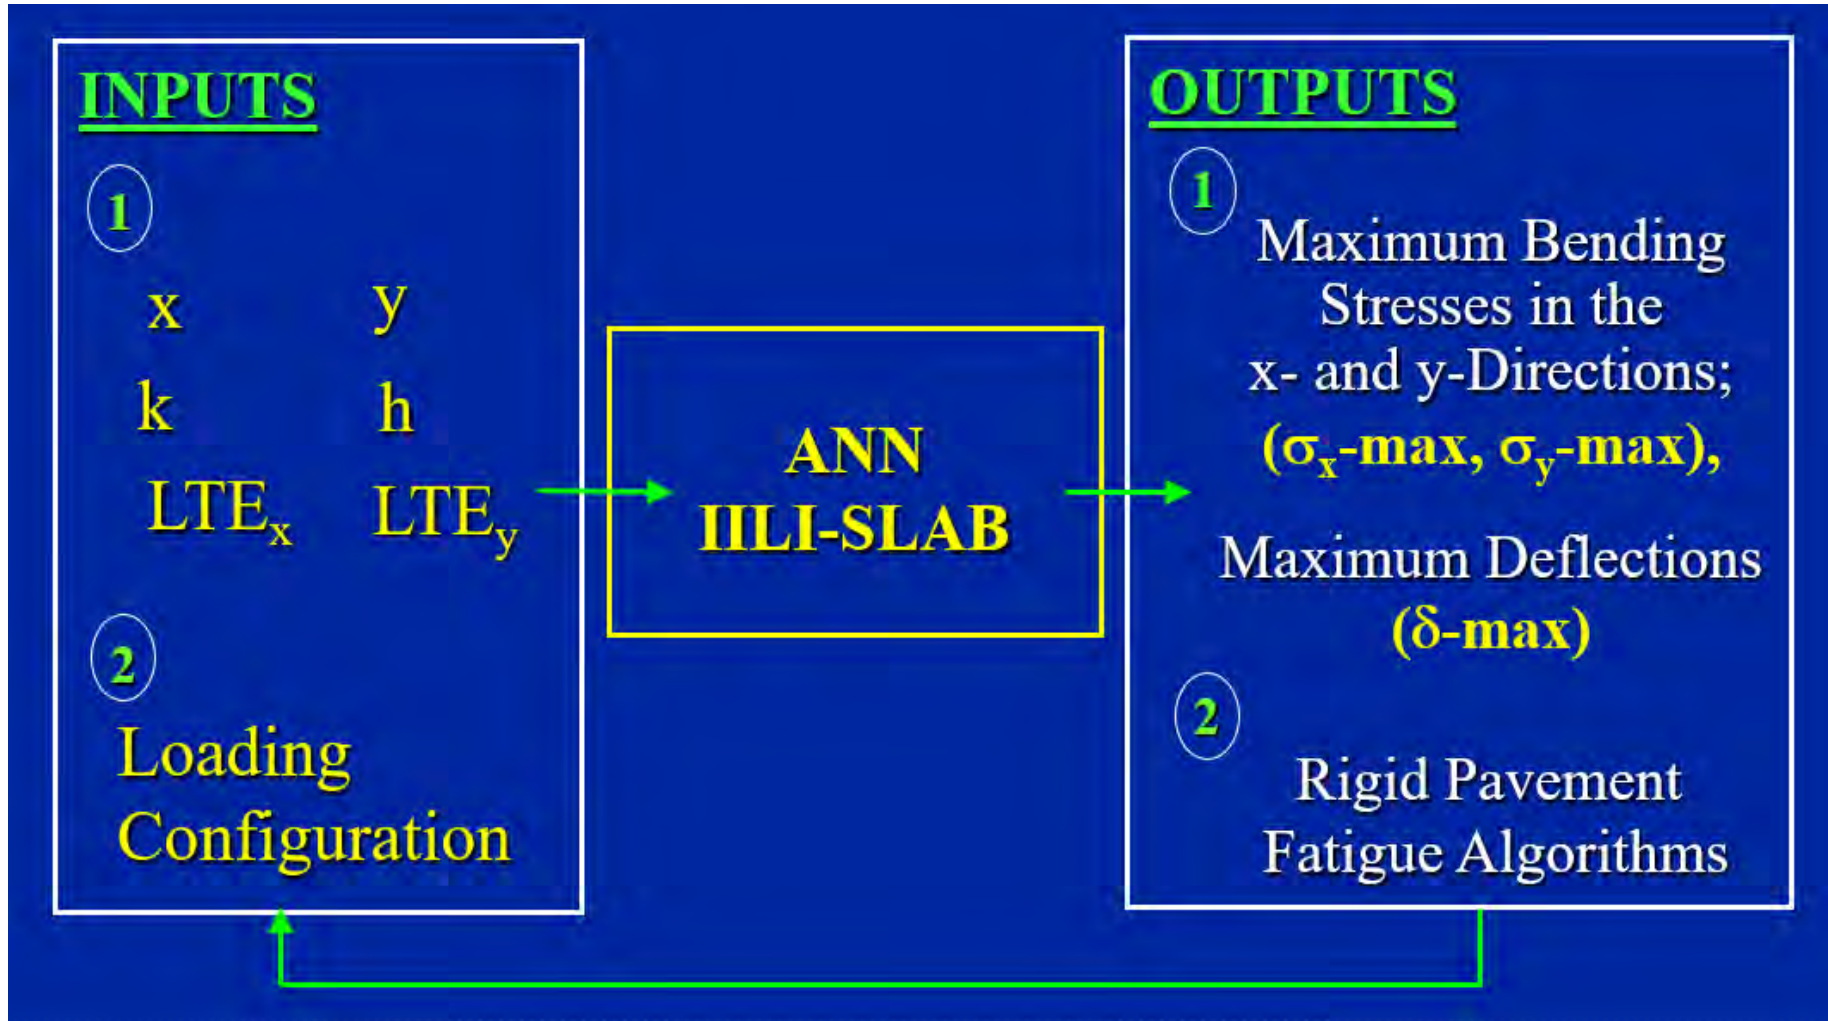 INPUTS
1
x y
k h
LTEx LTEy
2
Loading
Configuration
ANN
IILI-SLAB
OUTPUTS
1
Maximum Bending
Stresses in the
x- and y-Directions;
(σx-max, σy-max),
Maximum Deflections
(δ-max)
2
Rigid Pavement
Fatigue Algorithms